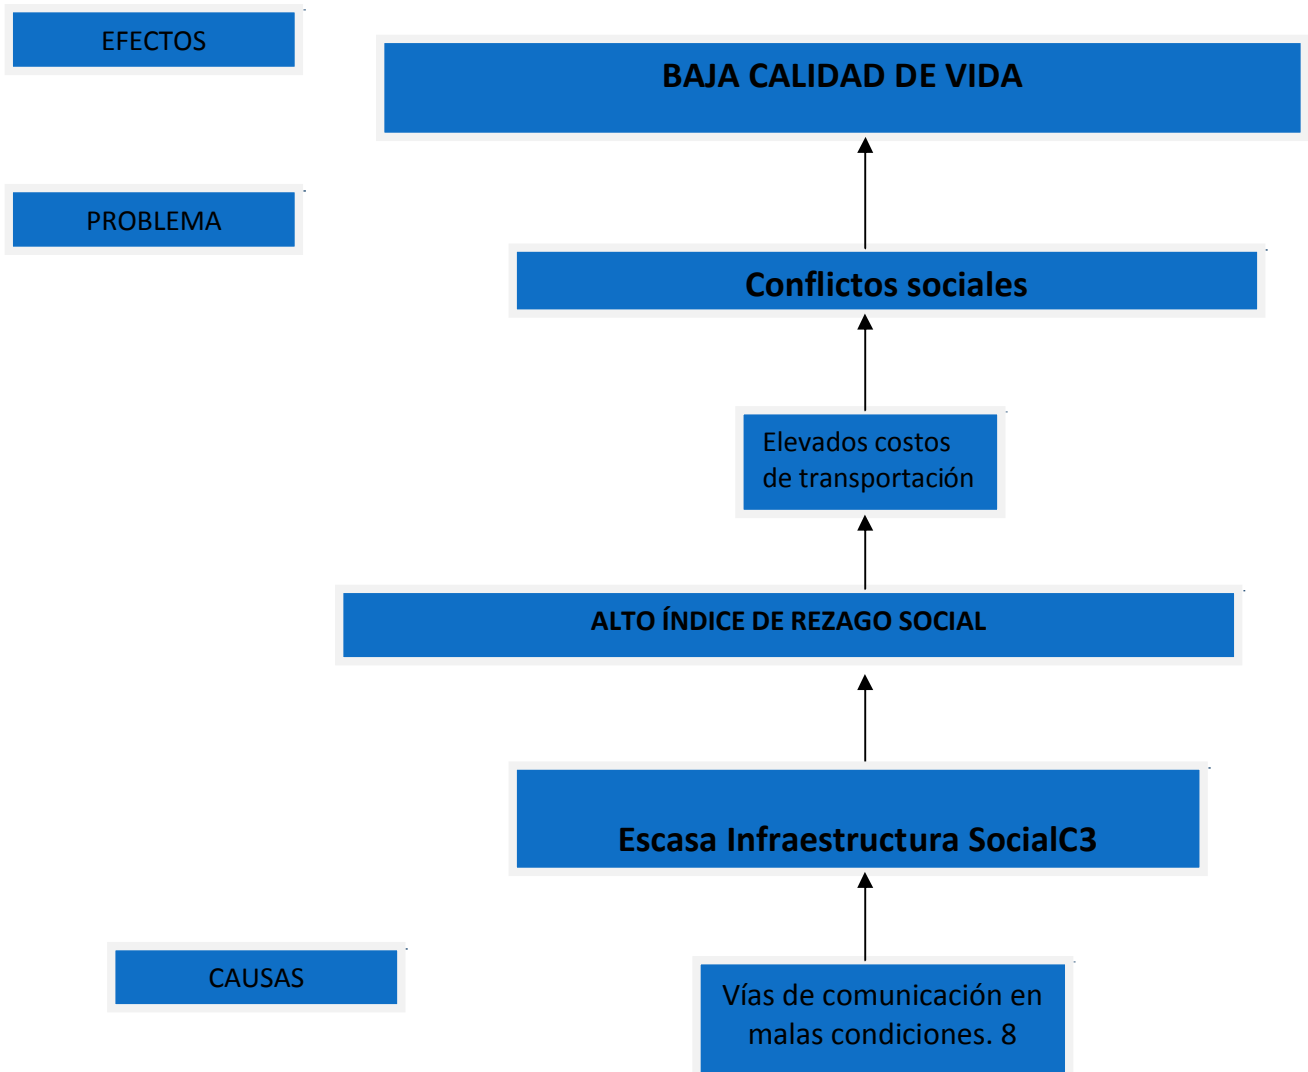 EFECTOS
BAJA CALIDAD DE VIDA
PROBLEMA
Conflictos sociales
Elevados costos
de transportación
ALTO ÍNDICE DE REZAGO SOCIAL
Escasa Infraestructura SocialC3
CAUSAS
Vías de comunicación en
malas condiciones. 8